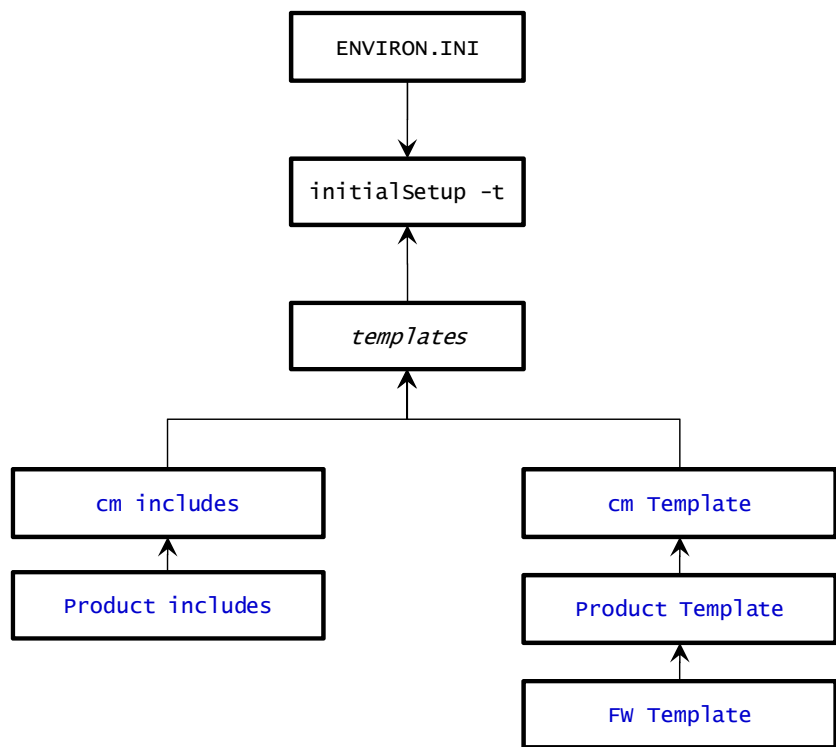 ENVIRON.INI
initialSetup -t
templates
cm includes
cm Template
Product includes
Product Template
FW Template